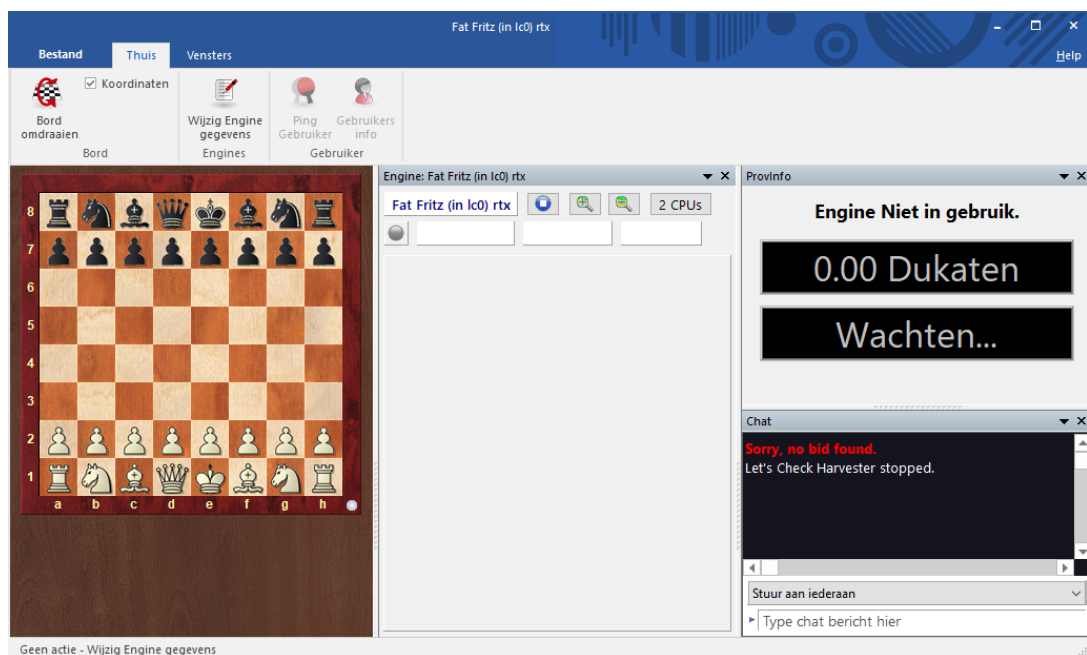 Fat Fritz (in lc0) rtx
Bestand Thuis Vensters Help
Koordinaten
Bord omdraaien
Wijzig Engine gegevens
Ping Gebruiker
Gebruikers info
Bord Engines Gebruiker
8
7
6
5
4
3
2
1
a b c d e f g h
Engine: Fat Fritz (in lc0) rtx
Fat Fritz (in lc0) rtx 2 CPUs
ProvInfo
Engine Niet in gebruik.
0.00 Dukaten
Wachten...
Chat
Sorry, no bid found.
Let's Check Harvester stopped.
Stuur aan iederaan
Type chat bericht hier
Geen actie - Wijzig Engine gegevens